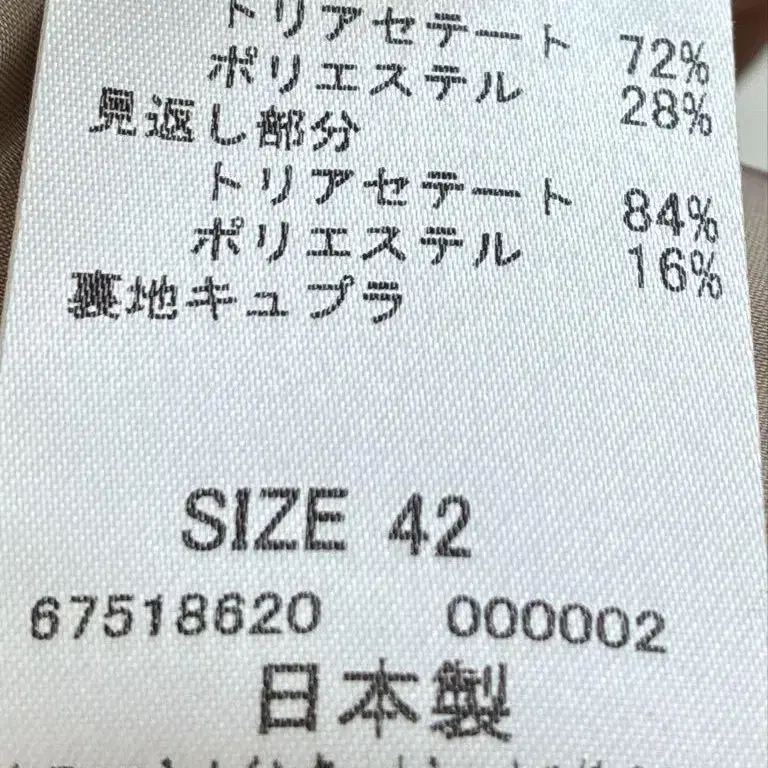 トリアセテート 72%
ポリエステル 28%
見返し部分
トリアセテート 84%
ポリエステル 16%
裏地キュプラ
SIZE 42
67518620 000002
日本製